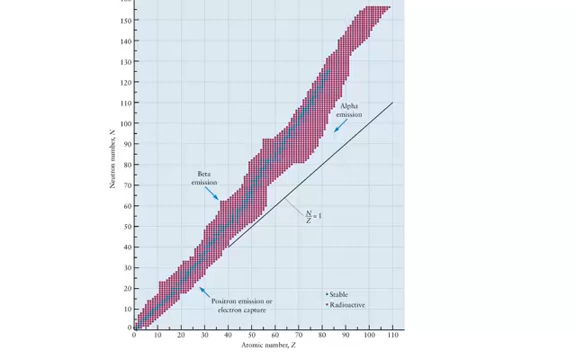 150
140
130
120
110
100
90
80
70
60
50
40
30
20
10
0
Neutron number, N
Alpha
emission
Beta
emission
N/Z = 1
Positron emission or
electron capture
• Stable
• Radioactive
0 10 20 30 40 50 60 70 80 90 100 110
Atomic number, Z